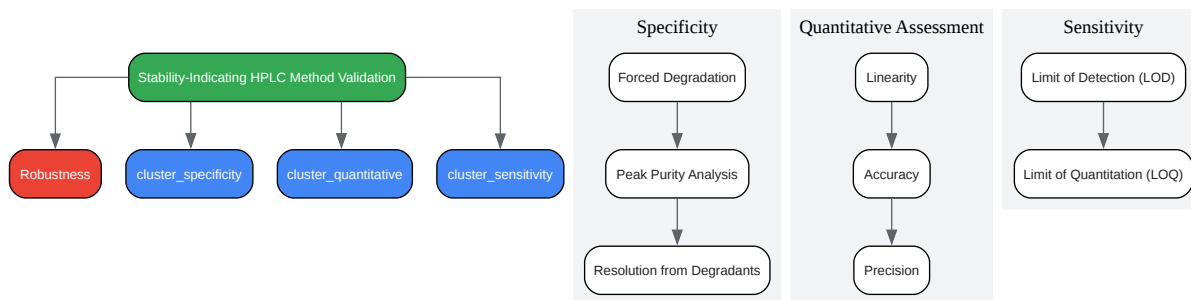 Stability-Indicating HPLC Method Validation
Robustness
cluster_specificity
cluster_quantitative
cluster_sensitivity
Specificity
Forced Degradation
Peak Purity Analysis
Resolution from Degradants
Quantitative Assessment
Linearity
Accuracy
Precision
Sensitivity
Limit of Detection (LOD)
Limit of Quantitation (LOQ)